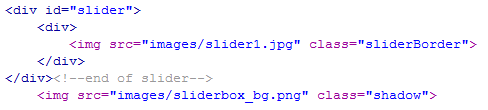 <div id="slider">
    <div>
        <img src="images/slider1.jpg" class="sliderBorder">
    </div>
</div><!--end of slider-->
    <img src="images/sliderbox_bg.png" class="shadow">